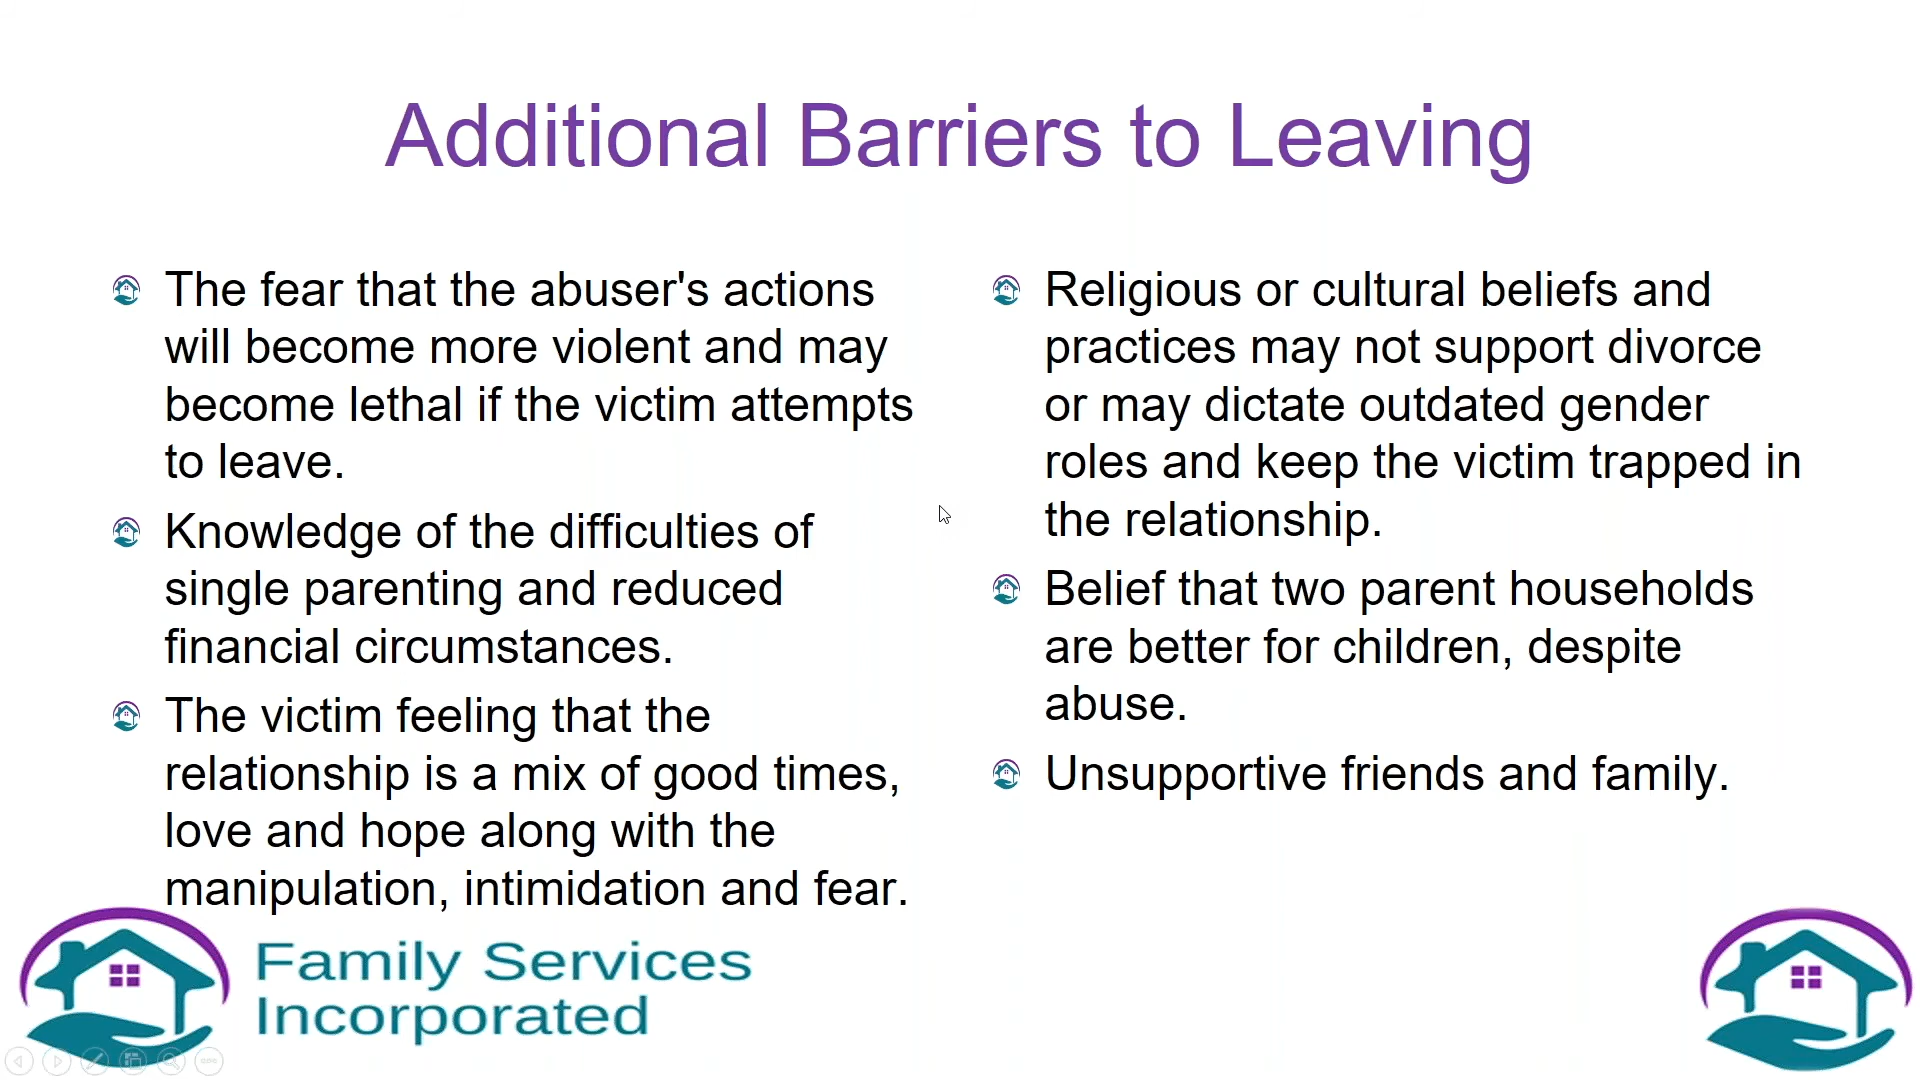 Additional Barriers to Leaving
The fear that the abuser's actions
will become more violent and may
become lethal if the victim attempts
to leave.
Knowledge of the difficulties of
single parenting and reduced
financial circumstances.
The victim feeling that the
relationship is a mix of good times,
love and hope along with the
manipulation, intimidation and fear.
Religious or cultural beliefs and
practices may not support divorce
or may dictate outdated gender
roles and keep the victim trapped in
the relationship.
Belief that two parent households
are better for children, despite
abuse.
Unsupportive friends and family.
Family Services
Incorporated